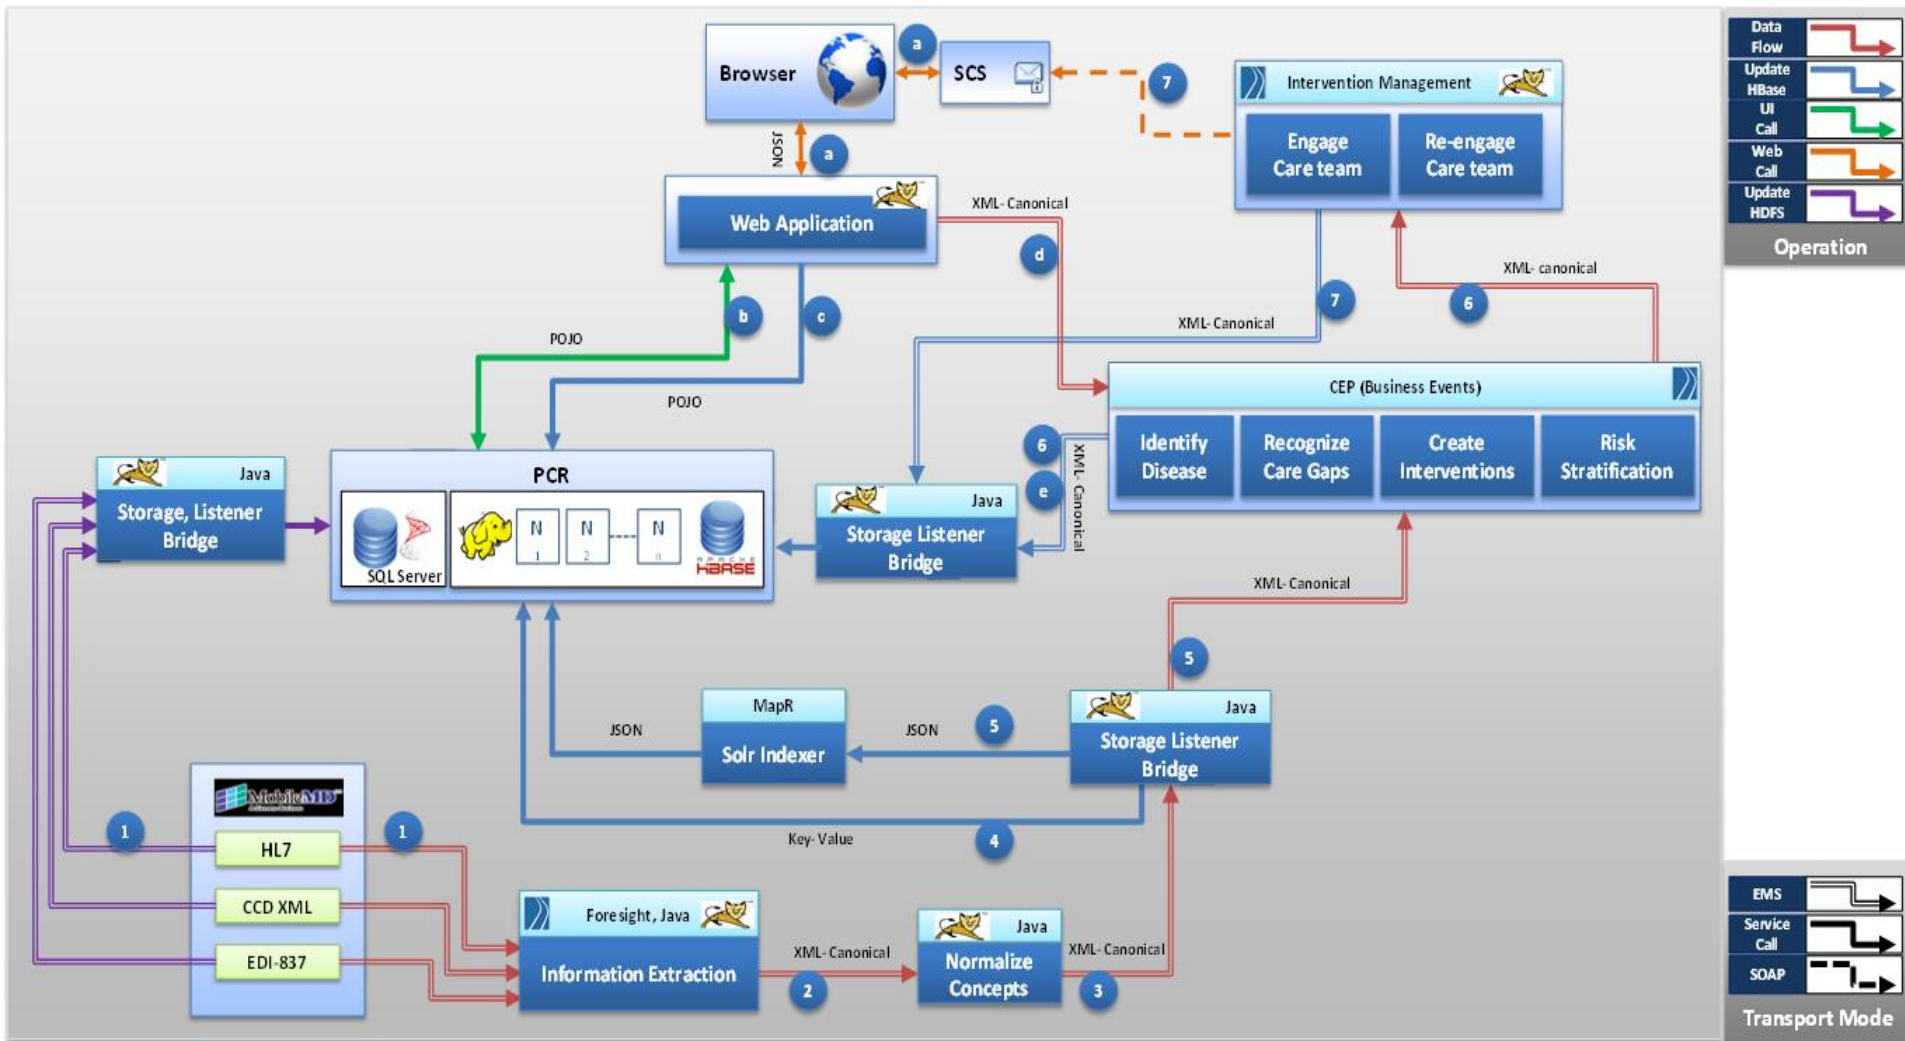 Browser
a
SCS
7
JSON
a
Intervention Management
Engage
Care team
Re-engage
Care team
Web Application
XML- Canonical
d
b
c
POJO
POJO
7
XML- Canonical
XML- canonical
6
CEP (Business Events)
Identify
Disease
Recognize
Care Gaps
Create
Interventions
Risk
Stratification
6
e
XML- Canonical
Java
Storage, Listener
Bridge
PCR
SQL Server
N
1
N
2
N
n
APACHE
HBASE
Java
Storage Listener
Bridge
XML- Canonical
5
MapR
Solr Indexer
JSON
JSON
5
Java
Storage Listener
Bridge
Key- Value
4
MobileMD
1
1
HL7
CCD XML
EDI-837
Foresight, Java
Information Extraction
XML- Canonical
2
Java
Normalize
Concepts
XML- Canonical
3
Data
Flow
Update
HBase
UI
Call
Web
Call
Update
HDFS
Operation
EMS
Service
Call
SOAP
Transport Mode